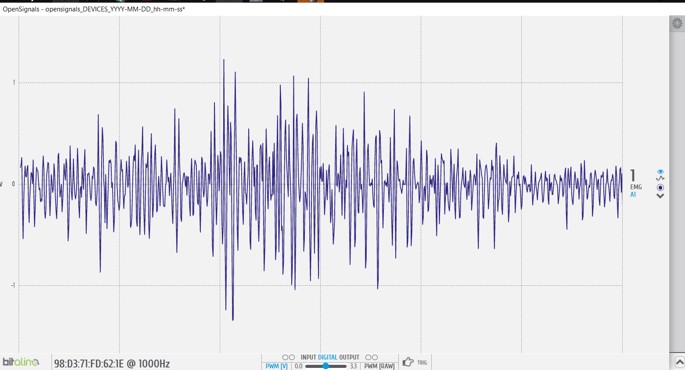 OpenSignals - opensignals_DEVICES_YYYY-MM-DD_hh-mm-ss*
1
0
-1
1
EMG
AI
bitalino
98:D3:71:FD:62:1E @ 1000Hz
INPUT DIGITAL OUTPUT
PWM [V] 0.0 3.3 PWM [RAW]
TRIG